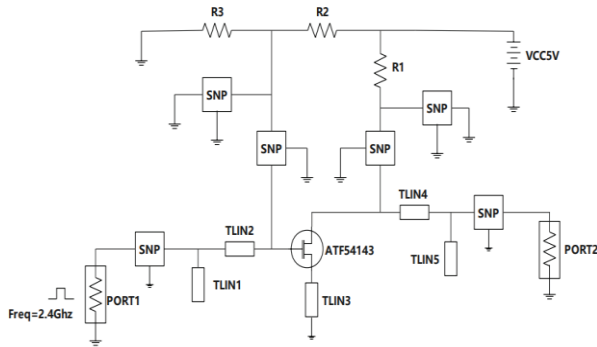 R3
R2
VCC5V
R1
SNP
SNP
SNP
SNP
TLIN4
SNP
TLIN2
SNP
ATF54143
TLIN5
PORT2
TLIN1
PORT1
TLIN3
Freq=2.4Ghz